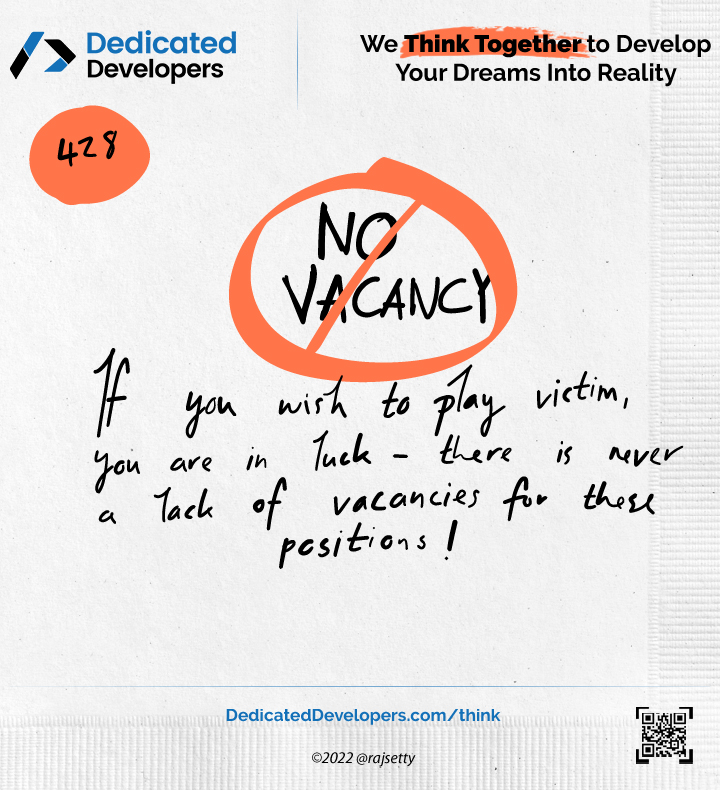 Dedicated
Developers
We Think Together to Develop
Your Dreams Into Reality
428
NO
VACANCY
If you wish to play victim,
you are in luck – there is never
a lack of vacancies for these
positions!
DedicatedDevelopers.com/think
©2022 @rajsetty